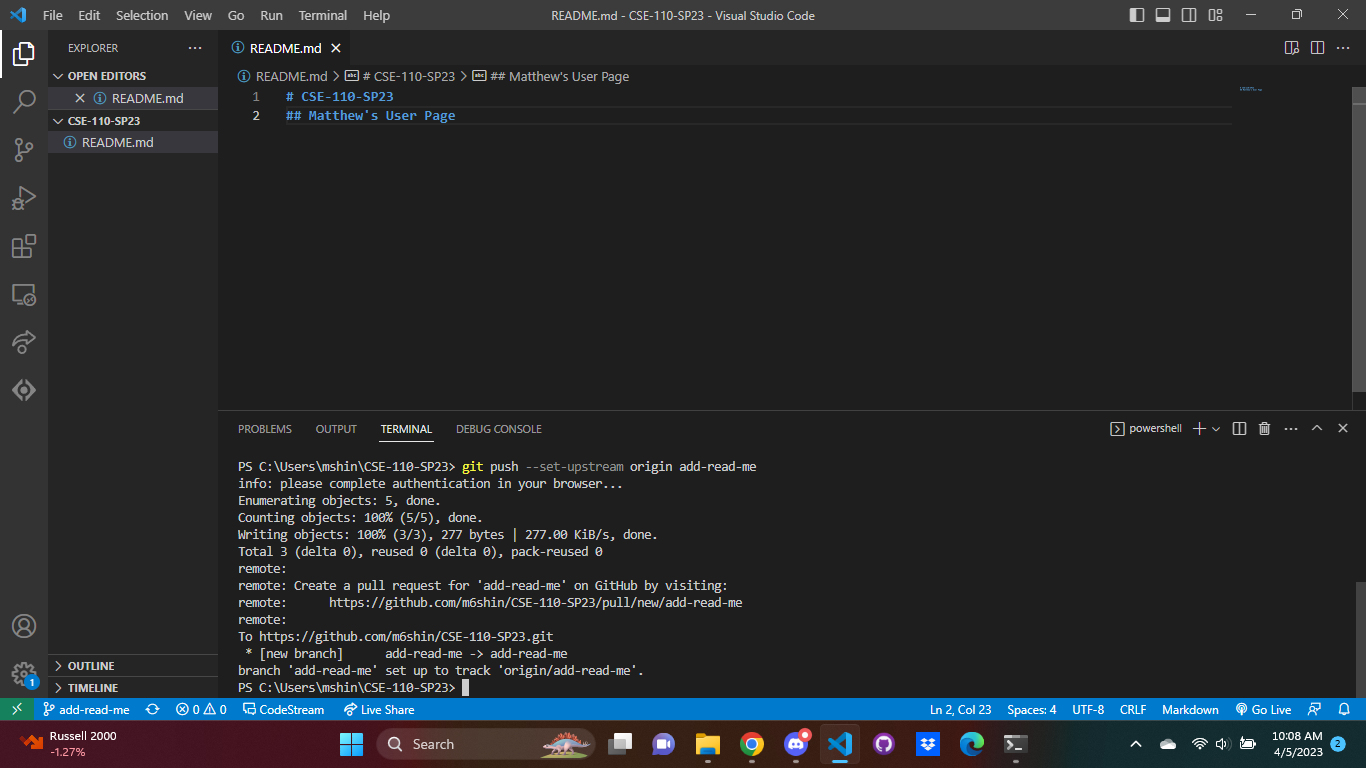 File Edit Selection View Go Run Terminal Help
README.md - CSE-110-SP23 - Visual Studio Code
EXPLORER
OPEN EDITORS
README.md
CSE-110-SP23
README.md
OUTLINE
TIMELINE
README.md
README.md > # CSE-110-SP23 > ## Matthew's User Page
1 # CSE-110-SP23
2 ## Matthew's User Page
PROBLEMS OUTPUT TERMINAL DEBUG CONSOLE
powershell
PS C:\Users\mshin\CSE-110-SP23> git push --set-upstream origin add-read-me
info: please complete authentication in your browser...
Enumerating objects: 5, done.
Counting objects: 100% (5/5), done.
Writing objects: 100% (3/3), 277 bytes | 277.00 KiB/s, done.
Total 3 (delta 0), reused 0 (delta 0), pack-reused 0
remote:
remote: Create a pull request for 'add-read-me' on GitHub by visiting:
remote:      https://github.com/m6shin/CSE-110-SP23/pull/new/add-read-me
remote:
To https://github.com/m6shin/CSE-110-SP23.git
 * [new branch]      add-read-me -> add-read-me
branch 'add-read-me' set up to track 'origin/add-read-me'.
PS C:\Users\mshin\CSE-110-SP23>
1
add-read-me 0 0 CodeStream Live Share Ln 2, Col 23 Spaces: 4 UTF-8 CRLF Markdown Go Live
Russell 2000
-1.27%
Search
10:08 AM
4/5/2023
2